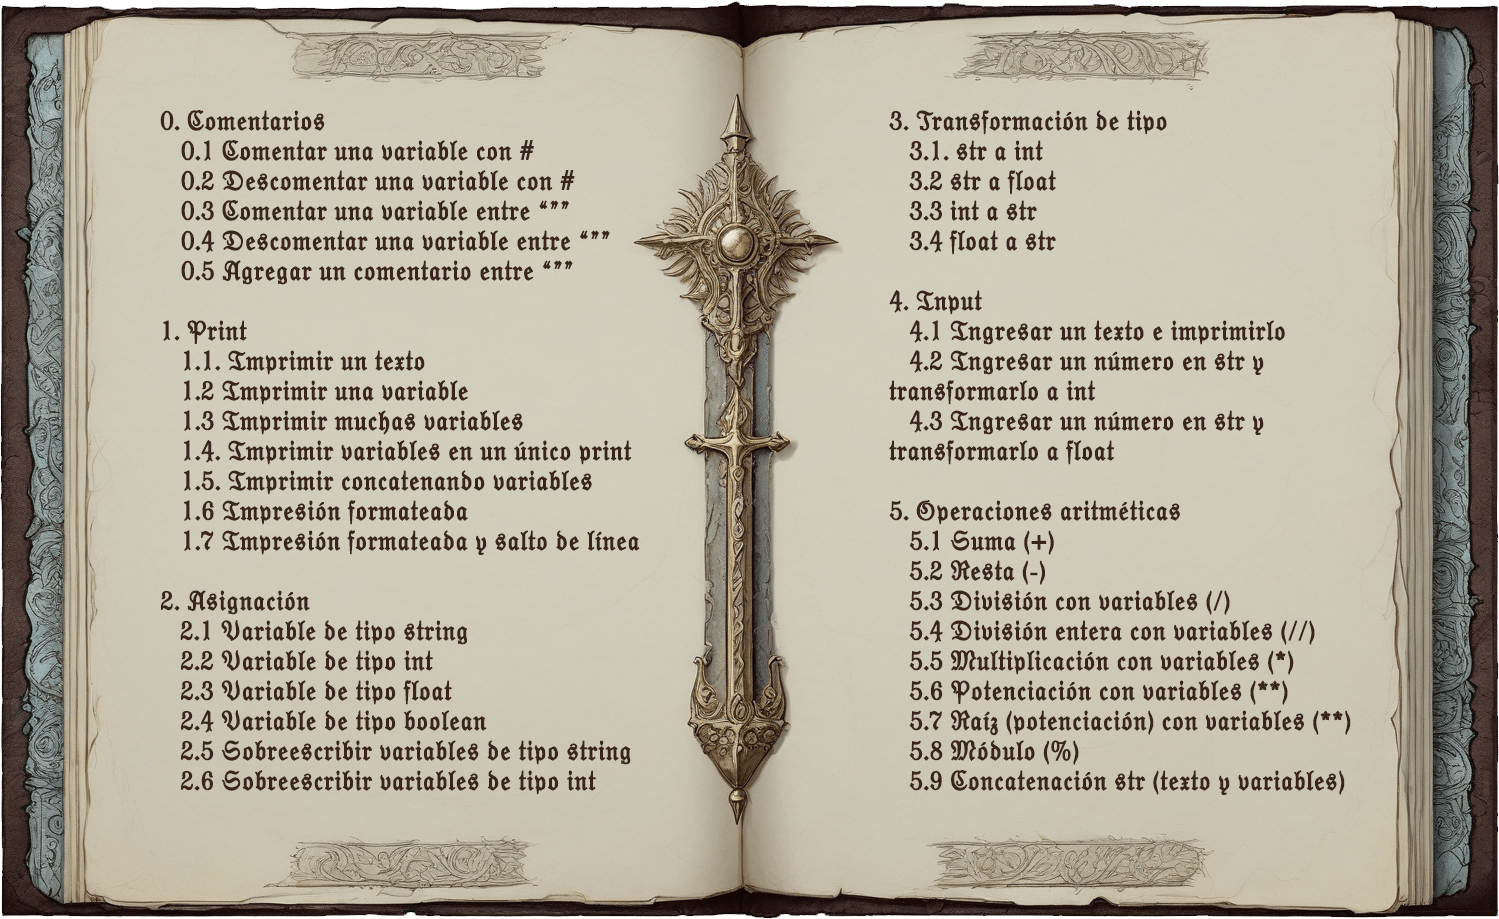 0. Comentarios
0.1 Comentar una variable con #
0.2 Descomentar una variable con #
0.3 Comentar una variable entre “””
0.4 Descomentar una variable entre “””
0.5 Agregar un comentario entre “””
1. Print
1.1. Imprimir un texto
1.2 Imprimir una variable
1.3 Imprimir muchas variables
1.4. Imprimir variables en un único print
1.5. Imprimir concatenando variables
1.6 Impresión formateada
1.7 Impresión formateada y salto de línea
2. Asignación
2.1 Variable de tipo string
2.2 Variable de tipo int
2.3 Variable de tipo float
2.4 Variable de tipo boolean
2.5 Sobreescribir variables de tipo string
2.6 Sobreescribir variables de tipo int
3. Transformación de tipo
3.1. str a int
3.2 str a float
3.3 int a str
3.4 float a str
4. Input
4.1 Ingresar un texto e imprimirlo
4.2 Ingresar un número en str y
transformarlo a int
4.3 Ingresar un número en str y
transformarlo a float
5. Operaciones aritméticas
5.1 Suma (+)
5.2 Resta (-)
5.3 División con variables (/)
5.4 División entera con variables (//)
5.5 Multiplicación con variables (*)
5.6 Potenciación con variables (**)
5.7 Raíz (potenciación) con variables (**)
5.8 Módulo (%)
5.9 Concatenación str (texto y variables)